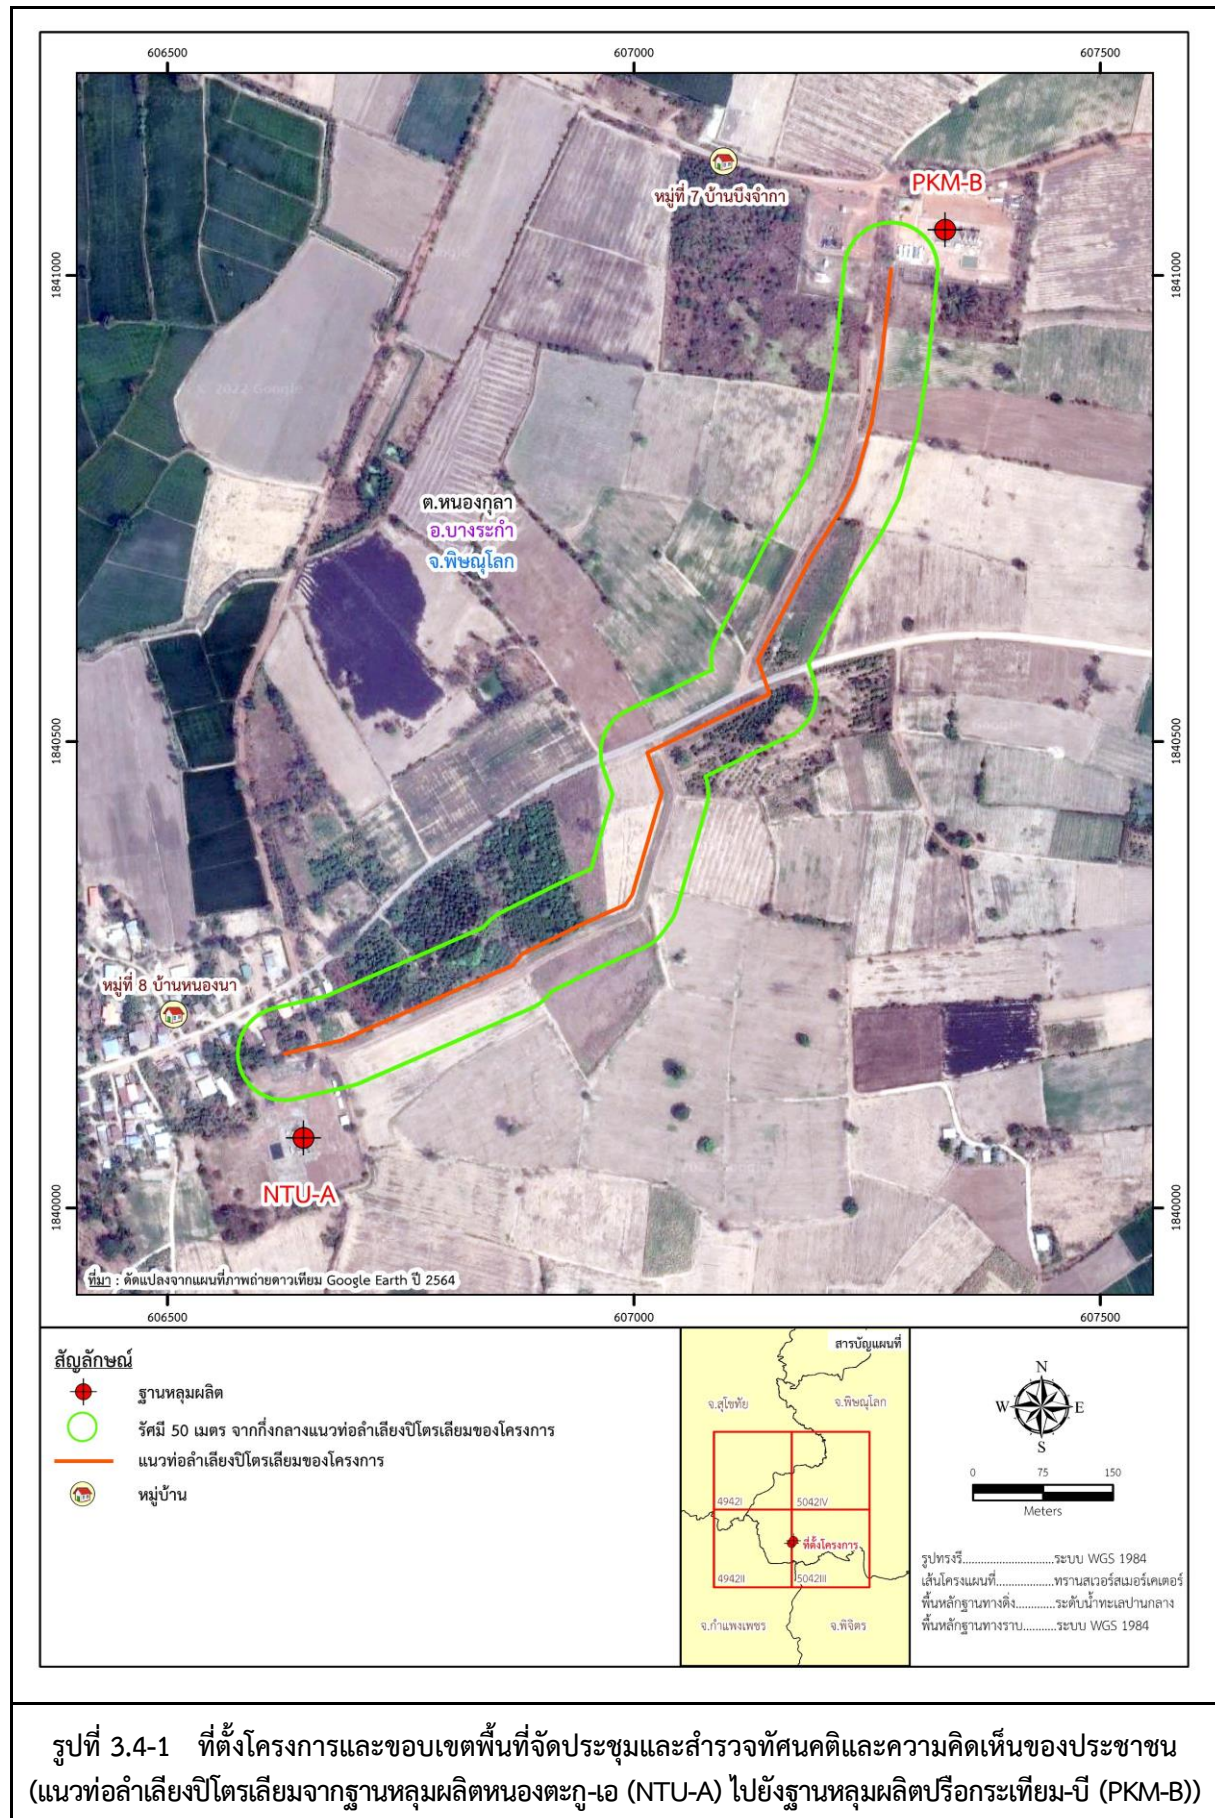 606500 607000 607500
หมู่ที่ 7 บ้านบึงจำกา
PKM-B
1841000 1841000
© 2022 Google
ต.หนองกุลา
อ.บางระกำ
จ.พิษณุโลก
1840500 1840500
หมู่ที่ 8 บ้านหนองนา
NTU-A
1840000 1840000
ที่มา : ดัดแปลงจากแผนที่ภาพถ่ายดาวเทียม Google Earth ปี 2564
606500 607000 607500
สัญลักษณ์
ฐานหลุมผลิต
รัศมี 50 เมตร จากกึ่งกลางแนวท่อลำเลียงปิโตรเลียมของโครงการ
แนวท่อลำเลียงปิโตรเลียมของโครงการ
หมู่บ้าน
สารบัญแผนที่
จ.สุโขทัย จ.พิษณุโลก
4942I 5042IV
ที่ตั้งโครงการ
4942II 5042III
จ.กำแพงเพชร จ.พิจิตร
N
W E
S
0 75 150
Meters
รูปทรงรี.............................ระบบ WGS 1984
เส้นโครงแผนที่..................ทรานสเวอร์สเมอร์เคเตอร์
พื้นหลักฐานทางดิ่ง............ระดับน้ำทะเลปานกลาง
พื้นหลักฐานทางราบ..........ระบบ WGS 1984
รูปที่ 3.4-1 ที่ตั้งโครงการและขอบเขตพื้นที่จัดประชุมและสำรวจทัศนคติและความคิดเห็นของประชาชน
(แนวท่อลำเลียงปิโตรเลียมจากฐานหลุมผลิตหนองตะกู-เอ (NTU-A) ไปยังฐานหลุมผลิตปรือกระเทียม-บี (PKM-B))